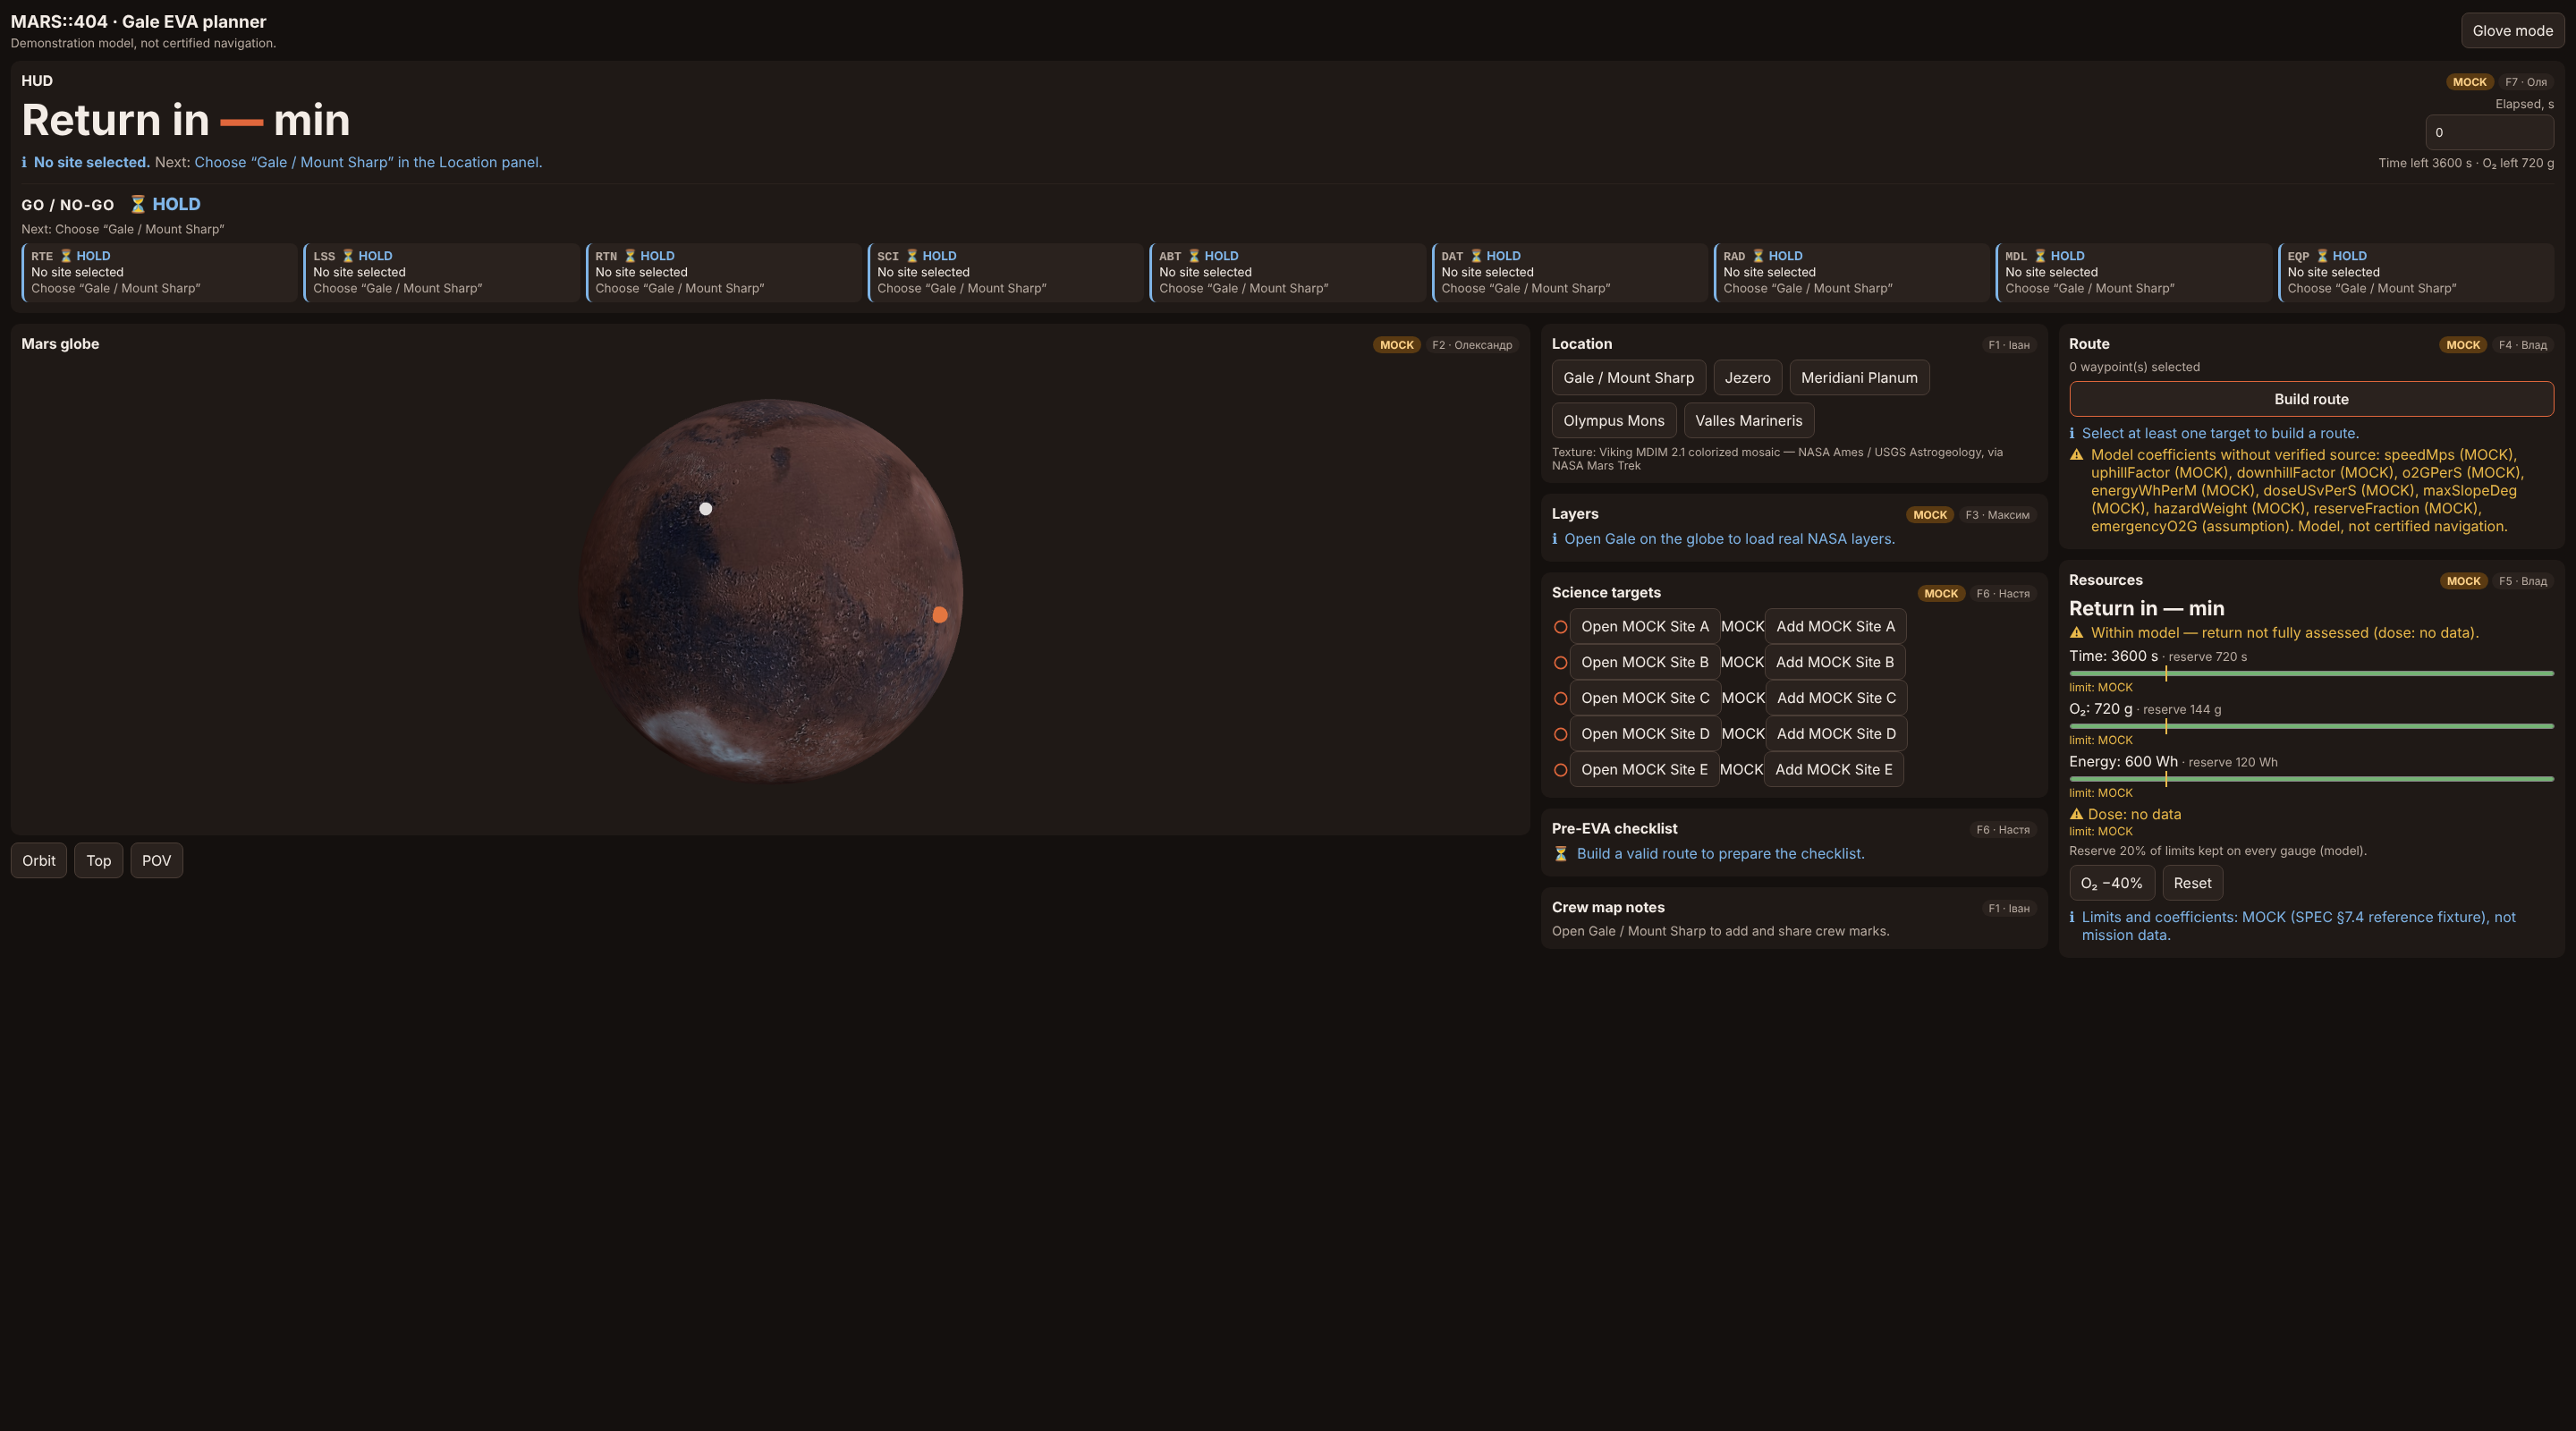 MARS::404 · Gale EVA planner
Demonstration model, not certified navigation.
Glove mode
HUD
MOCK
F7 · Оля
Return in — min
Elapsed, s
0
ℹ No site selected. Next: Choose “Gale / Mount Sharp” in the Location panel.
Time left 3600 s · O₂ left 720 g
GO / NO-GO ⏳ HOLD
Next: Choose “Gale / Mount Sharp”
RTE ⏳ HOLD
No site selected
Choose “Gale / Mount Sharp”
LSS ⏳ HOLD
No site selected
Choose “Gale / Mount Sharp”
RTN ⏳ HOLD
No site selected
Choose “Gale / Mount Sharp”
SCI ⏳ HOLD
No site selected
Choose “Gale / Mount Sharp”
ABT ⏳ HOLD
No site selected
Choose “Gale / Mount Sharp”
DAT ⏳ HOLD
No site selected
Choose “Gale / Mount Sharp”
RAD ⏳ HOLD
No site selected
Choose “Gale / Mount Sharp”
MDL ⏳ HOLD
No site selected
Choose “Gale / Mount Sharp”
EQP ⏳ HOLD
No site selected
Choose “Gale / Mount Sharp”
Mars globe
MOCK
F2 · Олександр
Orbit
Top
POV
Location
F1 · Іван
Gale / Mount Sharp
Jezero
Meridiani Planum
Olympus Mons
Valles Marineris
Texture: Viking MDIM 2.1 colorized mosaic — NASA Ames / USGS Astrogeology, via
NASA Mars Trek
Layers
MOCK
F3 · Максим
ℹ Open Gale on the globe to load real NASA layers.
Science targets
MOCK
F6 · Настя
Open MOCK Site A MOCK Add MOCK Site A
Open MOCK Site B MOCK Add MOCK Site B
Open MOCK Site C MOCK Add MOCK Site C
Open MOCK Site D MOCK Add MOCK Site D
Open MOCK Site E MOCK Add MOCK Site E
Pre-EVA checklist
F6 · Настя
⏳ Build a valid route to prepare the checklist.
Crew map notes
F1 · Іван
Open Gale / Mount Sharp to add and share crew marks.
Route
MOCK
F4 · Влад
0 waypoint(s) selected
Build route
ℹ Select at least one target to build a route.
⚠ Model coefficients without verified source: speedMps (MOCK),
uphillFactor (MOCK), downhillFactor (MOCK), o2GPerS (MOCK),
energyWhPerM (MOCK), doseUSvPerS (MOCK), maxSlopeDeg
(MOCK), hazardWeight (MOCK), reserveFraction (MOCK),
emergencyO2G (assumption). Model, not certified navigation.
Resources
MOCK
F5 · Влад
Return in — min
⚠ Within model — return not fully assessed (dose: no data).
Time: 3600 s · reserve 720 s
limit: MOCK
O₂: 720 g · reserve 144 g
limit: MOCK
Energy: 600 Wh · reserve 120 Wh
limit: MOCK
⚠ Dose: no data
limit: MOCK
Reserve 20% of limits kept on every gauge (model).
O₂ −40%
Reset
ℹ Limits and coefficients: MOCK (SPEC §7.4 reference fixture), not
mission data.